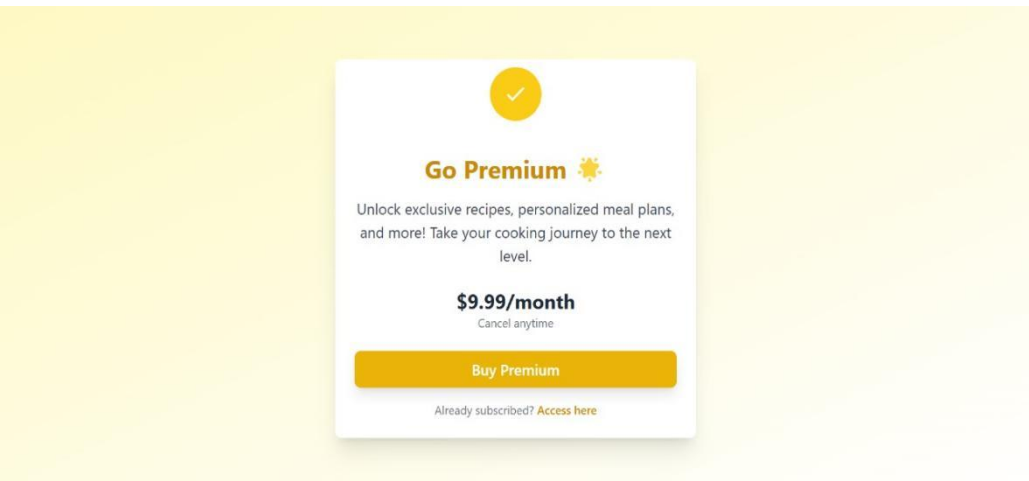 Go Premium 🌟
Unlock exclusive recipes, personalized meal plans,
and more! Take your cooking journey to the next
level.
$9.99/month
Cancel anytime
Buy Premium
Already subscribed? Access here